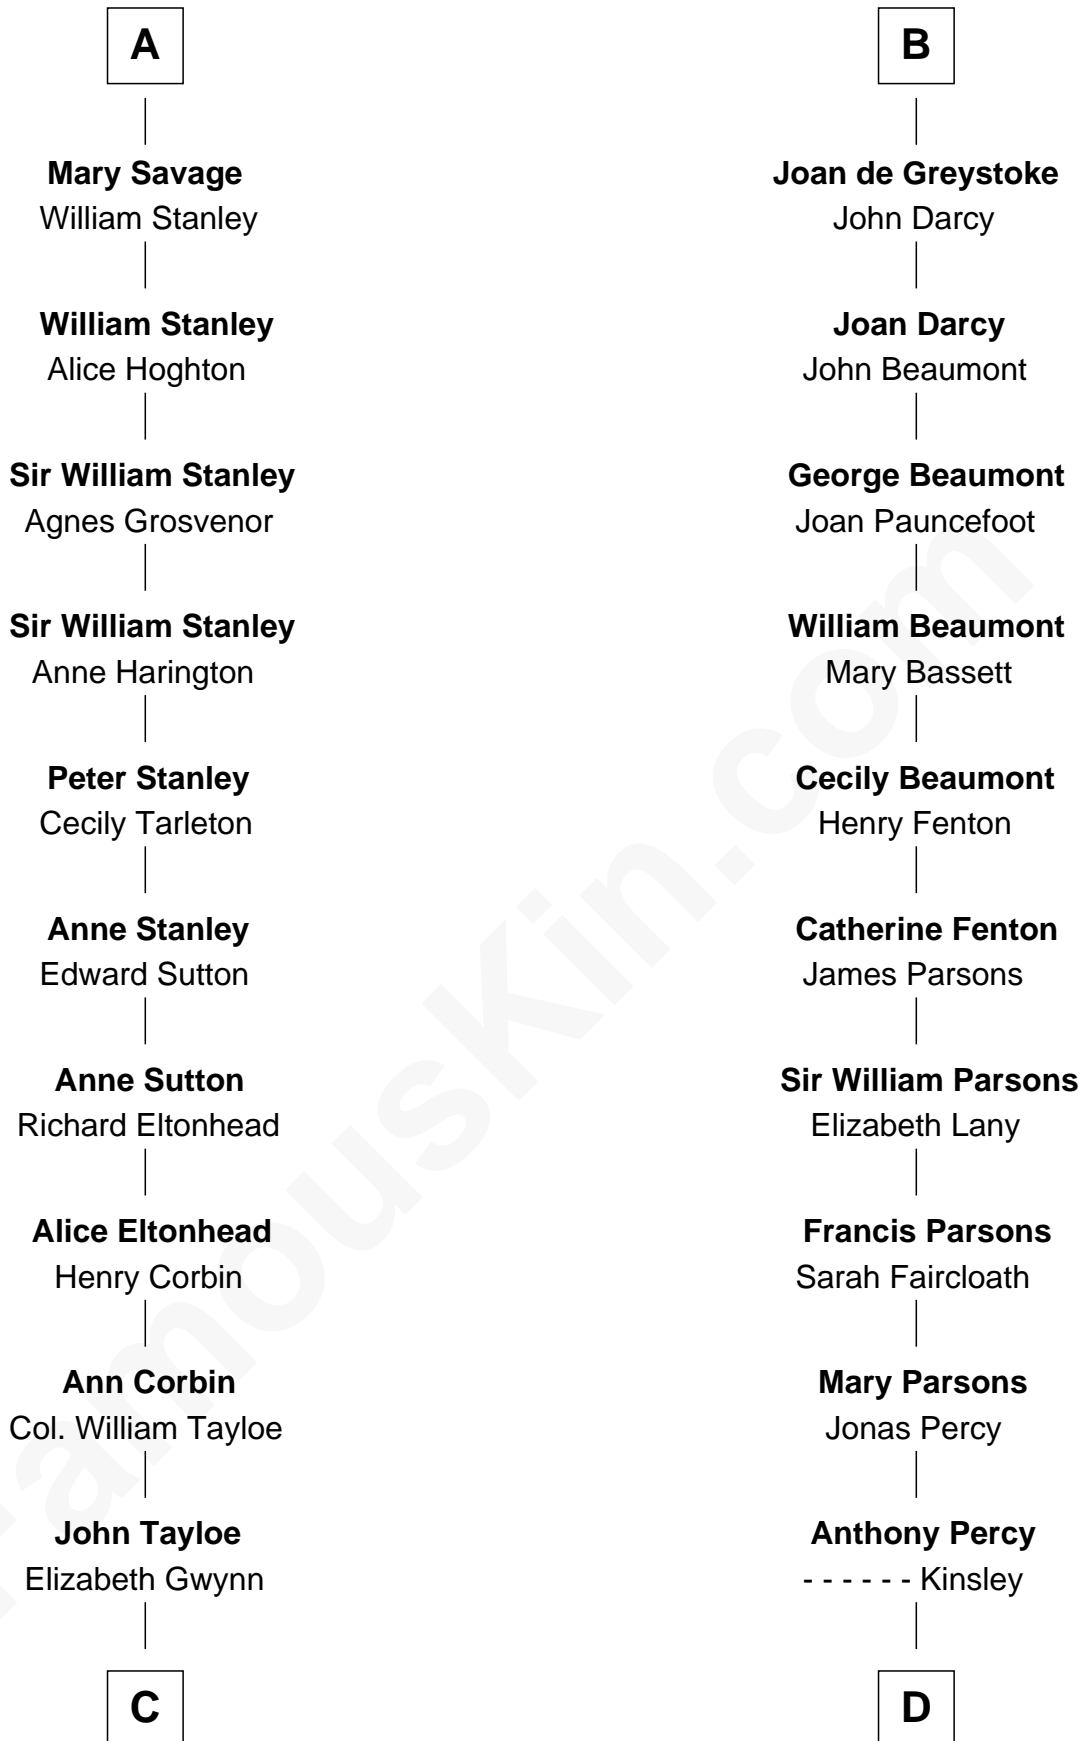 A
Mary Savage
William Stanley
William Stanley
Alice Hoghton
Sir William Stanley
Agnes Grosvenor
Sir William Stanley
Anne Harington
Peter Stanley
Cecily Tarleton
Anne Stanley
Edward Sutton
Anne Sutton
Richard Eltonhead
Alice Eltonhead
Henry Corbin
Ann Corbin
Col. William Tayloe
John Tayloe
Elizabeth Gwynn
C
B
Joan de Greystoke
John Darcy
Joan Darcy
John Beaumont
George Beaumont
Joan Pauncefoot
William Beaumont
Mary Bassett
Cecily Beaumont
Henry Fenton
Catherine Fenton
James Parsons
Sir William Parsons
Elizabeth Lany
Francis Parsons
Sarah Faircloath
Mary Parsons
Jonas Percy
Anthony Percy
- - - - - - Kinsley
D
FamousKin.com